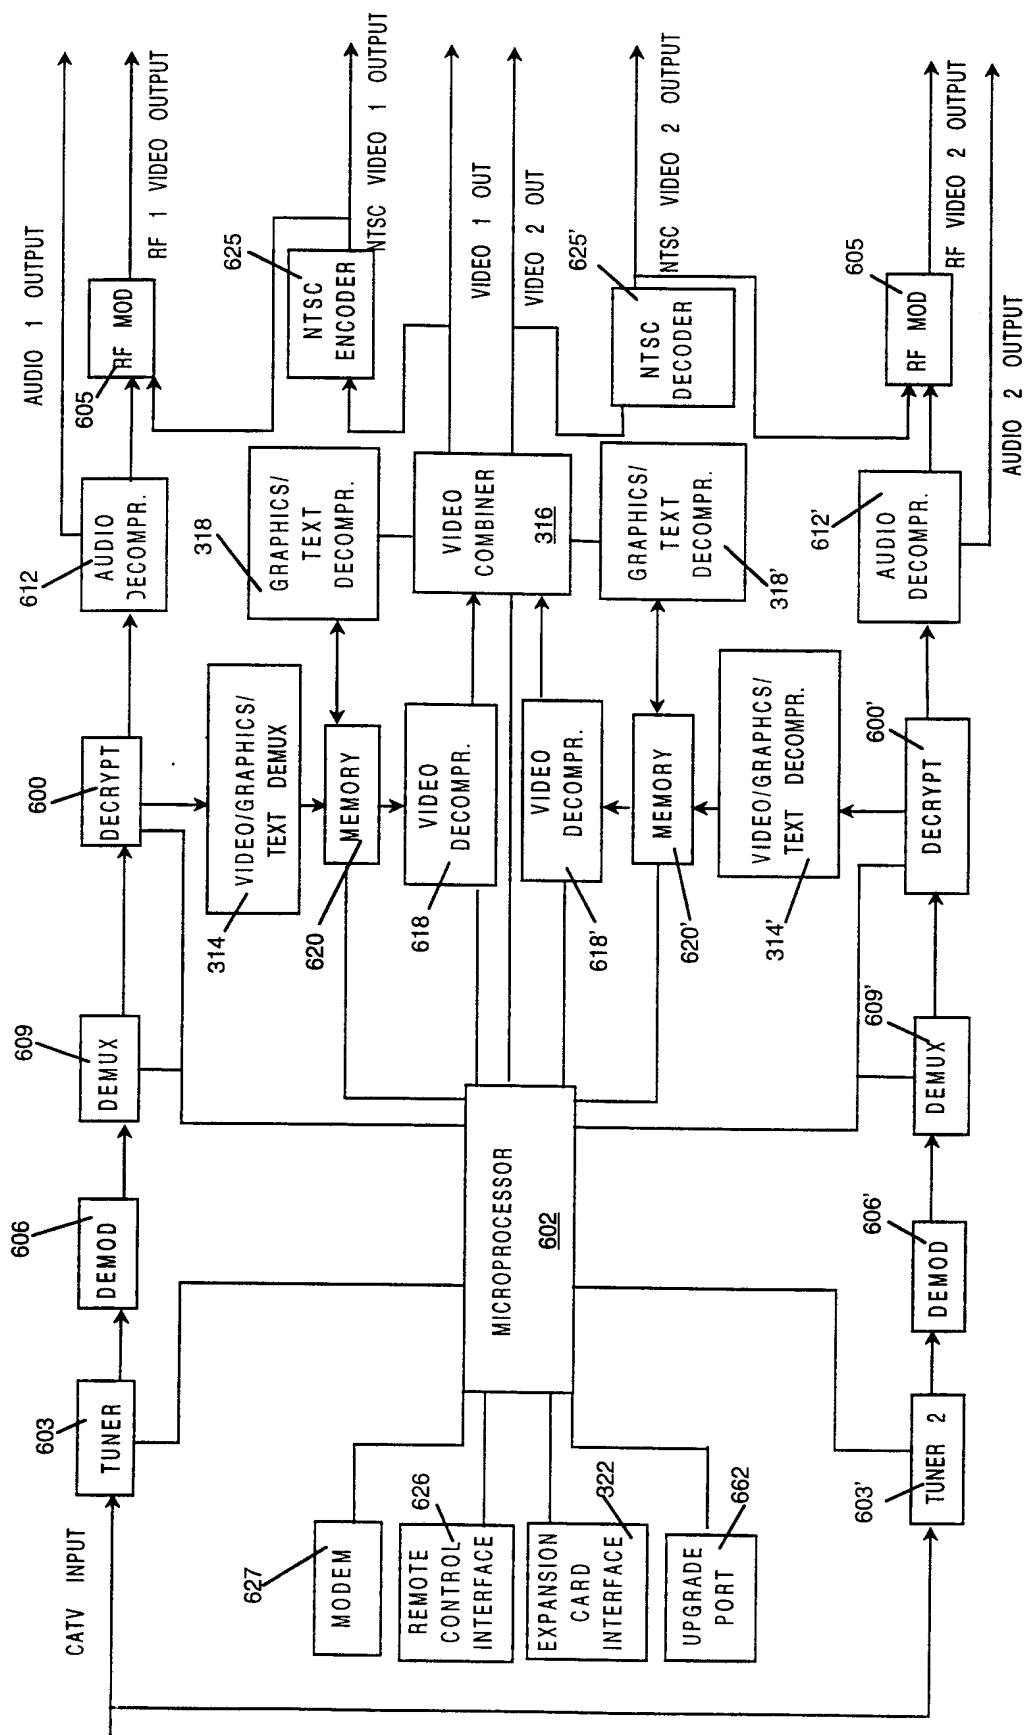 CATV INPUT
603
TUNER
606
DEMOD
609
DEMUX
600
DECRYPT
612
AUDIO
DECOMPR.
605
RF MOD
AUDIO 1 OUTPUT
RF 1 VIDEO OUTPUT
314
VIDEO/GRAPHICS/
TEXT DEMUX
318
GRAPHICS/
TEXT
DECOMPR.
625
NTSC
ENCODER
NTSC VIDEO 1 OUTPUT
627
MODEM
620
MEMORY
626
REMOTE
CONTROL
INTERFACE
618
VIDEO
DECOMPR.
VIDEO
COMBINER
316
VIDEO 1 OUT
VIDEO 2 OUT
MICROPROCESSOR
602
322
EXPANSION
CARD
INTERFACE
618'
VIDEO
DECOMPR.
625'
NTSC
DECODER
NTSC VIDEO 2 OUTPUT
662
UPGRADE
PORT
620'
MEMORY
GRAPHICS/
TEXT
DECOMPR.
318'
314'
VIDEO/GRAPHCS/
TEXT DECOMPR.
603'
TUNER 2
606'
DEMOD
609'
DEMUX
600'
DECRYPT
612'
AUDIO
DECOMPR.
605
RF MOD
RF VIDEO 2 OUTPUT
AUDIO 2 OUTPUT